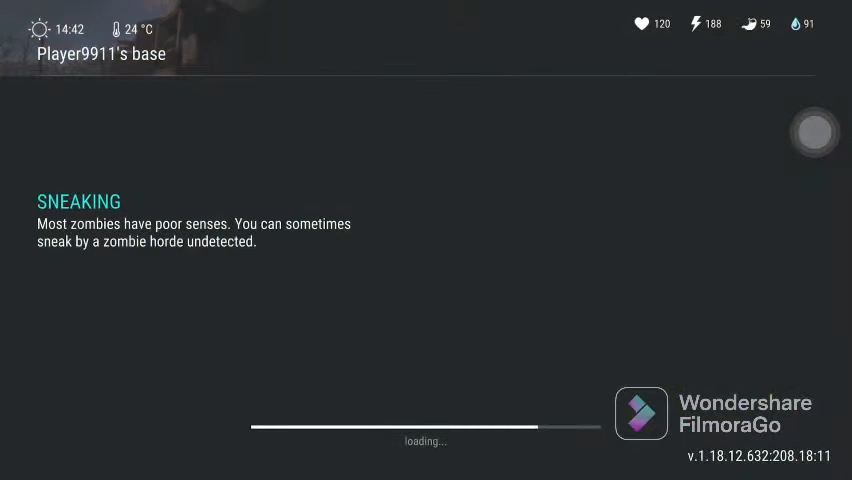 14:42 24 °C 120 188 59 91
Player9911's base
SNEAKING
Most zombies have poor senses. You can sometimes
sneak by a zombie horde undetected.
loading...
Wondershare
FilmoraGo
v.1.18.12.632:208.18:11